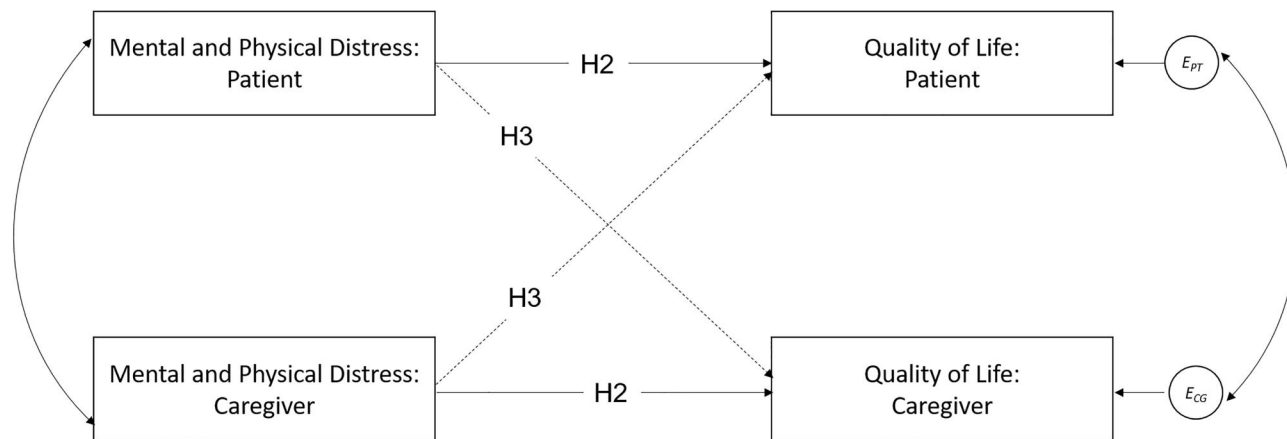 Mental and Physical Distress:
Patient
H2
Quality of Life:
Patient
E_PT
H3
H3
Mental and Physical Distress:
Caregiver
H2
Quality of Life:
Caregiver
E_CG